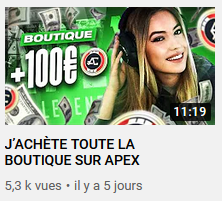 BOUTIQUE
+100€
11:19
J'ACHÈTE TOUTE LA
BOUTIQUE SUR APEX
5,3 k vues • il y a 5 jours